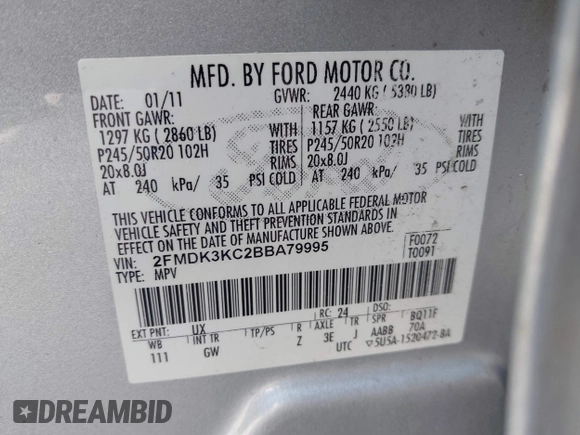 MFD. BY FORD MOTOR CO.
DATE: 01/11 GVWR: 2440 KG ( 5380 LB)
FRONT GAWR: REAR GAWR:
1297 KG ( 2860 LB) WITH 1157 KG ( 2550 LB) WITH
P245/50R20 102H TIRES P245/50R20 102H TIRES
20x8.0J RIMS 20x8.0J RIMS
AT 240 kPa/ 35 PSI COLD AT 240 kPa/ 35 PSI COLD
THIS VEHICLE CONFORMS TO ALL APPLICABLE FEDERAL MOTOR
VEHICLE SAFETY AND THEFT PREVENTION STANDARDS IN
EFFECT ON THE DATE OF MANUFACTURE SHOWN ABOVE.
VIN: 2FMDK3KC2BBA79995 F0072
TYPE: MPV T0091
EXT PNT: UX RC: 24 DSO:
WB INT TR TP/PS R AXLE TR SPR BQ11F
111 GW Z 3E J AABB 70A
UTC 5U5A-1520472-BA
DREAMBID